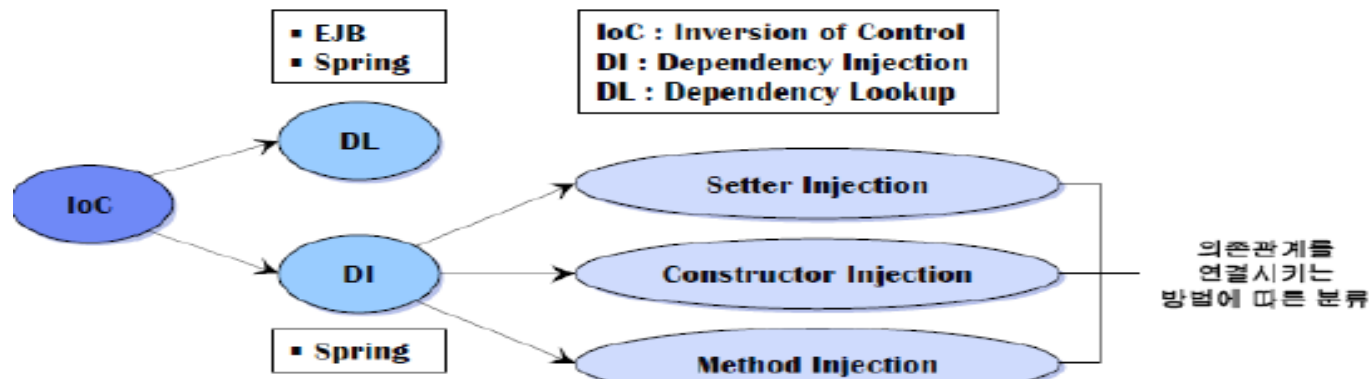 ▪ EJB
▪ Spring
IoC : Inversion of Control
DI : Dependency Injection
DL : Dependency Lookup
DL
IoC
Setter Injection
DI
Constructor Injection
의존관계를
연결시키는
방법에 따른 분류
▪ Spring
Method Injection